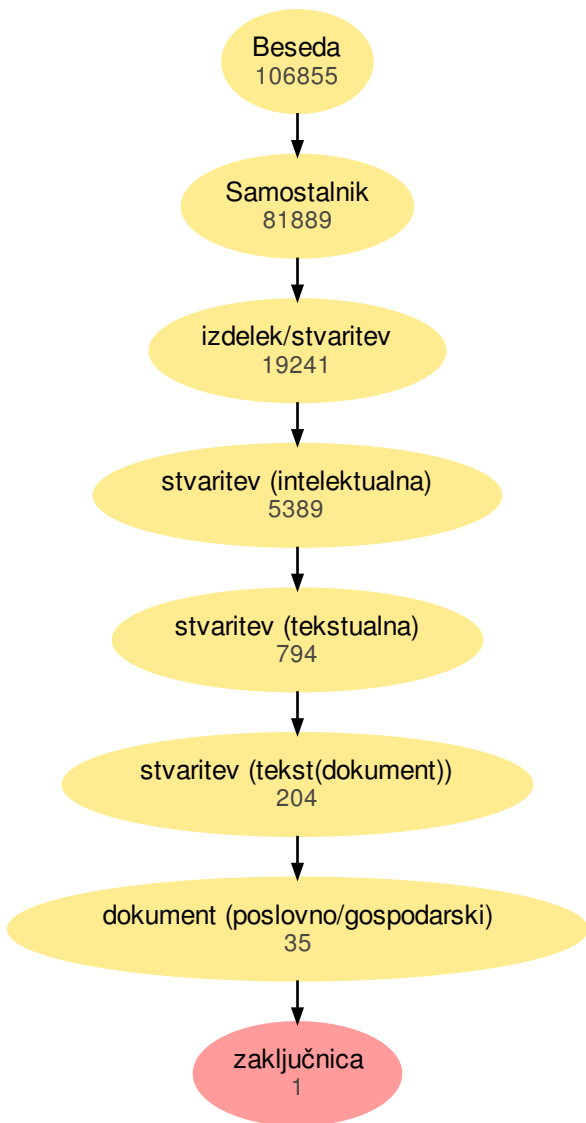 Beseda
106855
Samostalnik
81889
izdelek/stvaritev
19241
stvaritev (intelektualna)
5389
stvaritev (tekstualna)
794
stvaritev (tekst(dokument))
204
dokument (poslovno/gospodarski)
35
zaključnica
1